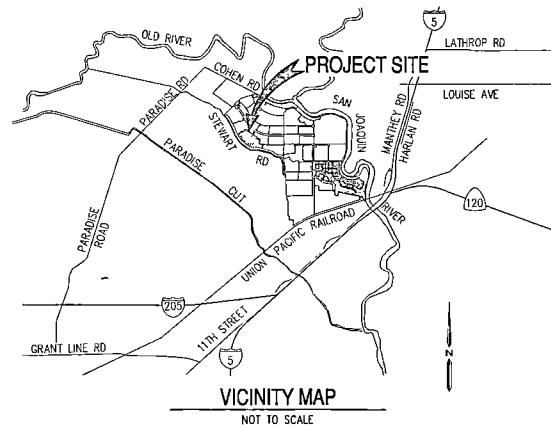 5
OLD RIVER
LATHROP RD
COHEN RD
PROJECT SITE
LOUISE AVE
PARADISE RD
SAN
JOAQUIN
RIVER
MANTHEY RD
HARLAN RD
STEWART
RD
PARADISE
CUT
120
PARADISE
ROAD
UNION PACIFIC RAILROAD
205
11TH STREET
GRANT LINE RD
5
N
VICINITY MAP
NOT TO SCALE